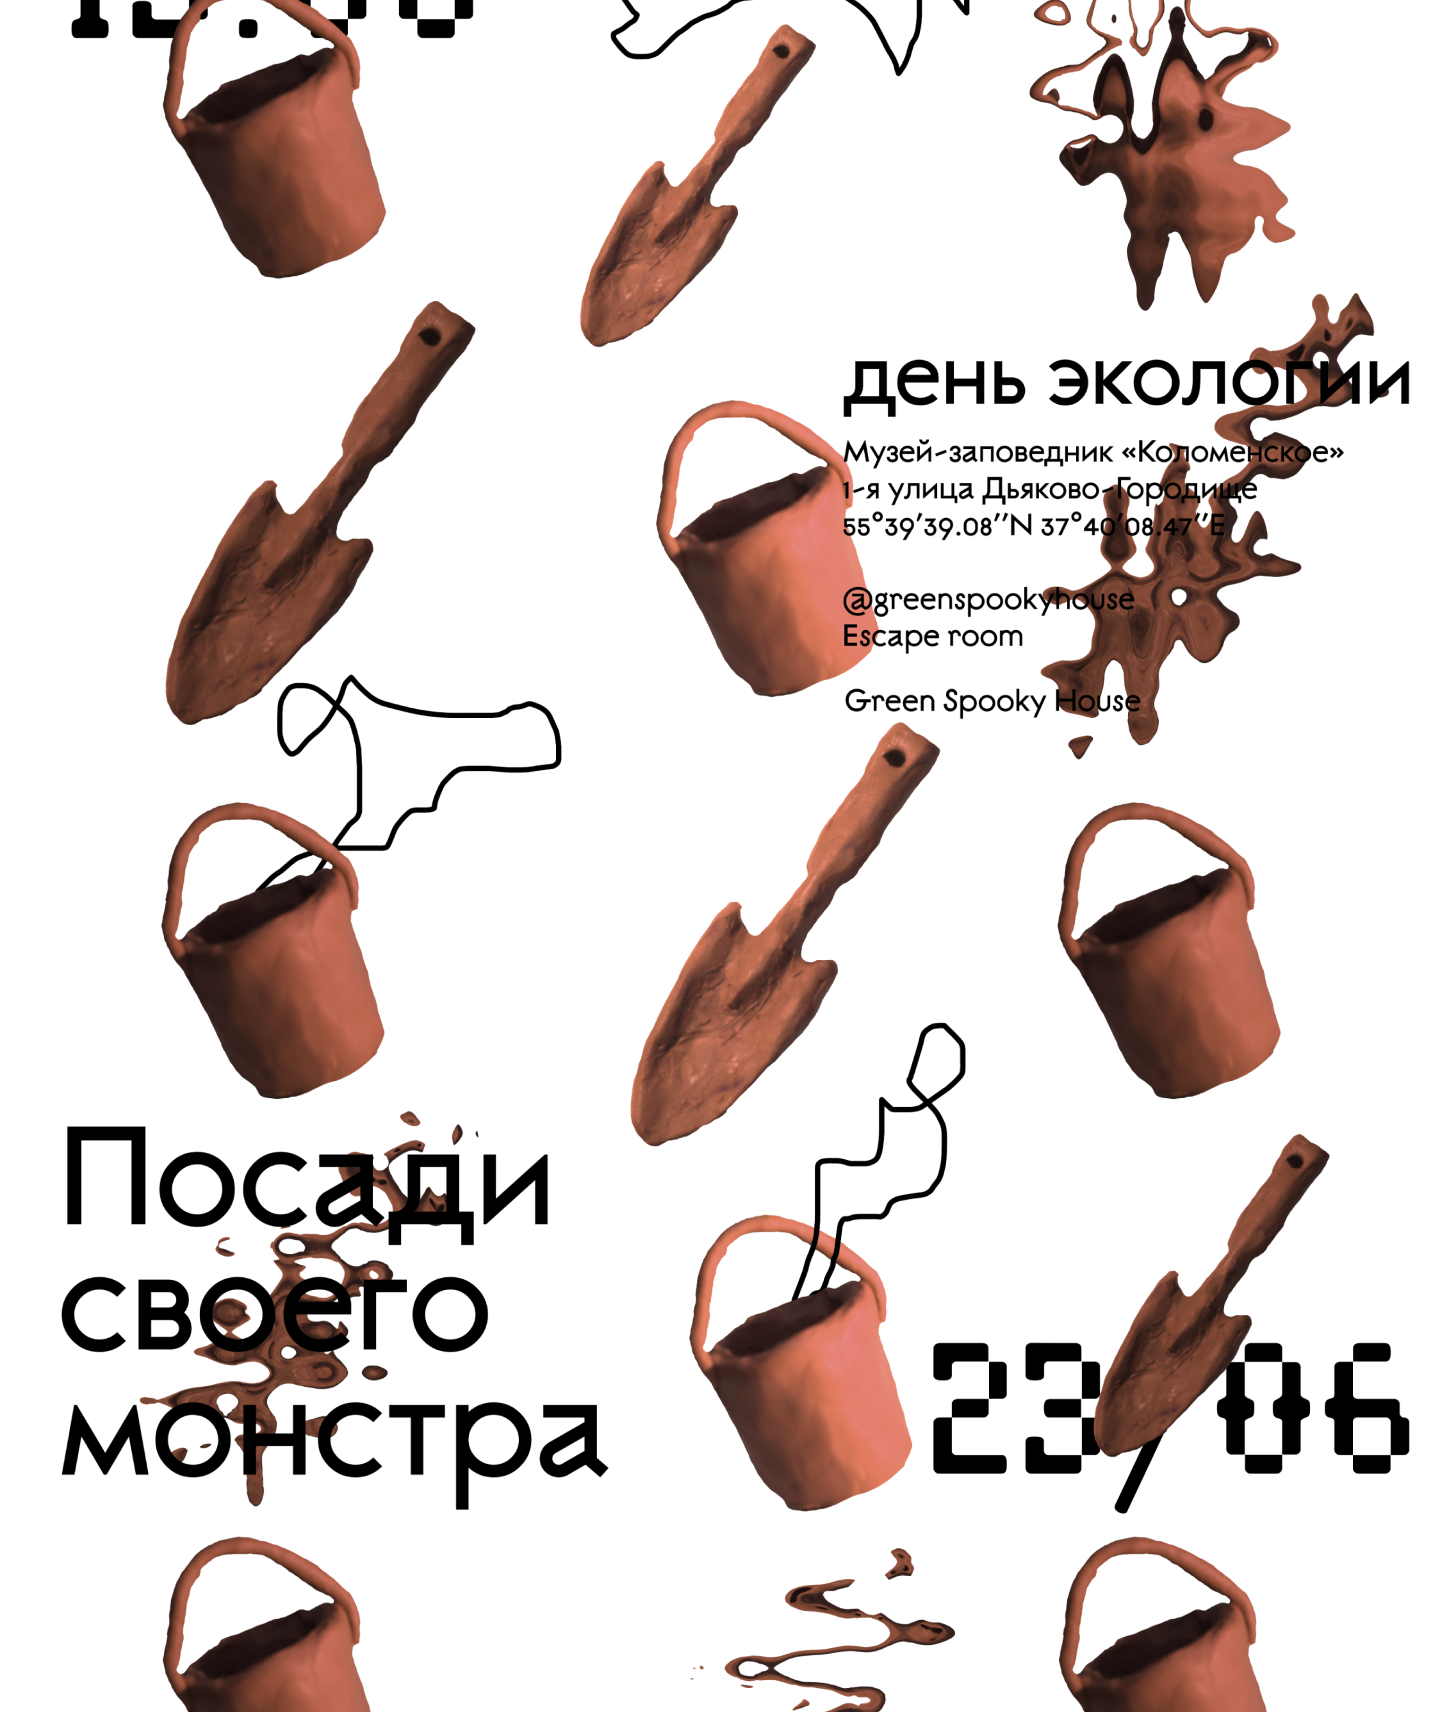 день экологии
Музей-заповедник «Коломенское»
1-я улица Дьяково-Городище
55°39′39.08′′N 37°40′08.47′′E
@greenspookyhouse
Escape room
Green Spooky House
Посади
своего
монстра
23/06